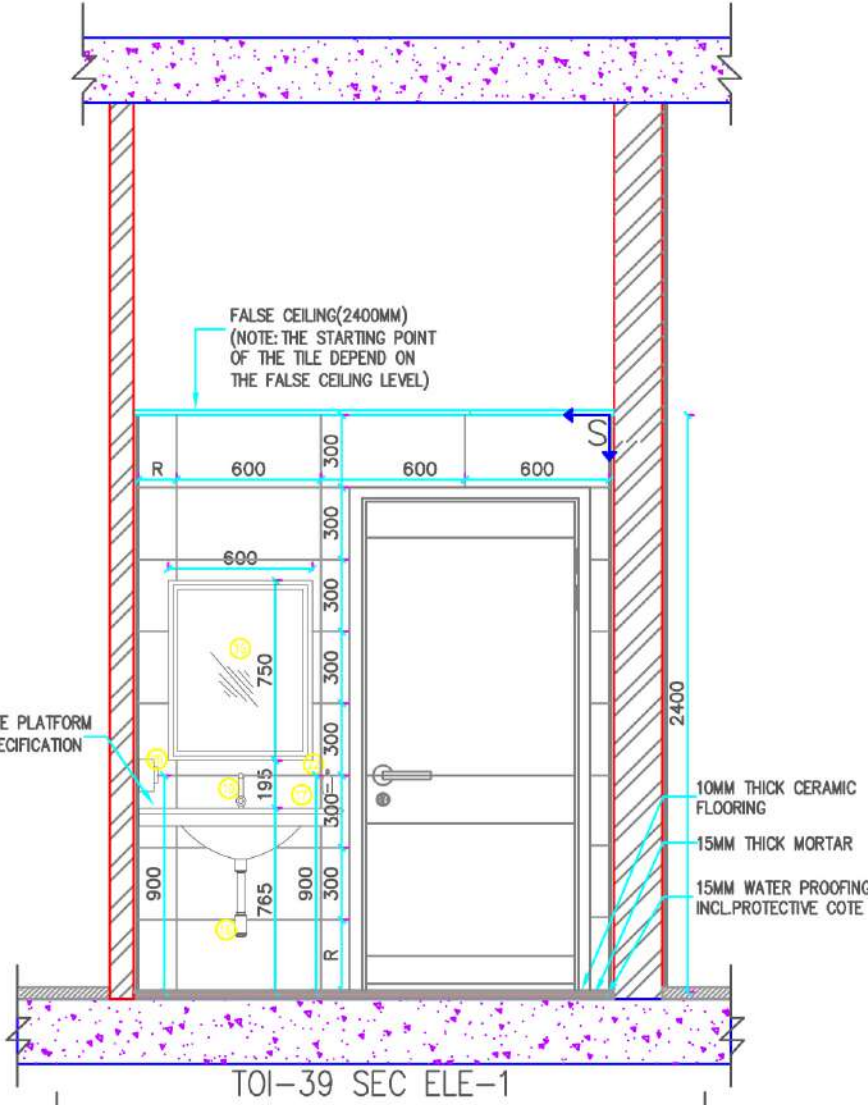 FALSE CEILING(2400MM)
(NOTE: THE STARTING POINT
OF THE TILE DEPEND ON
THE FALSE CEILING LEVEL)
S
R
600
300
600
600
300
600
300
750
300
300
2400
E PLATFORM
ECIFICATION
195
300
10MM THICK CERAMIC
FLOORING
15MM THICK MORTAR
15MM WATER PROOFING
INCL.PROTECTIVE COTE
900
765
900
300
R
TOI-39 SEC ELE-1